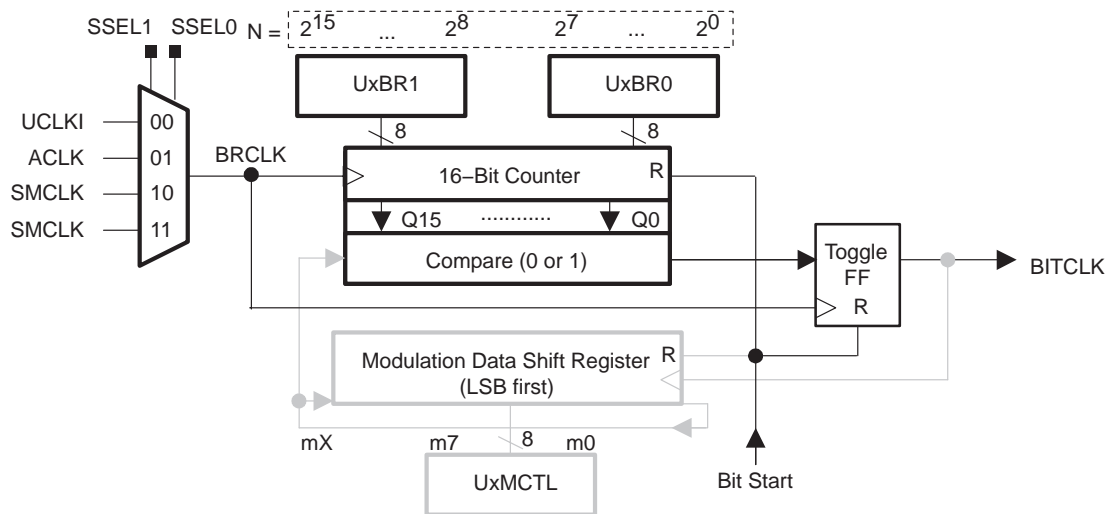 SSEL1 SSEL0 N = 2^15 ... 2^8 2^7 ... 2^0
UxBR1 UxBR0
8 8
UCLKI 00
ACLK 01 BRCLK
SMCLK 10
SMCLK 11
16–Bit Counter R
Q15 ............ Q0
Compare (0 or 1)
Toggle
FF
R
BITCLK
Modulation Data Shift Register R
(LSB first)
mX m7 8 m0
UxMCTL
Bit Start